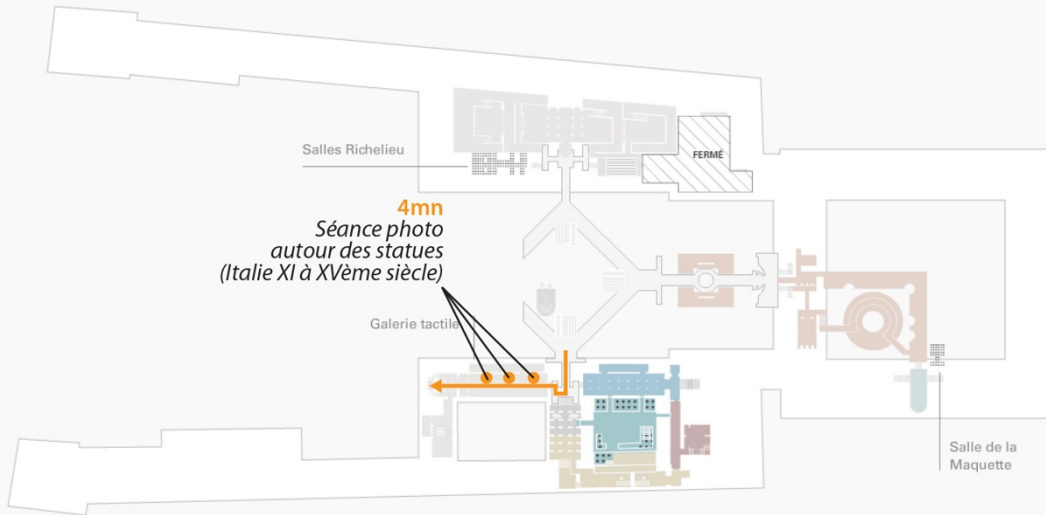 Salles Richelieu
FERMÉ
4mn
Séance photo
autour des statues
(Italie XI à XVème siècle)
Galerie tactile
Salle de la
Maquette